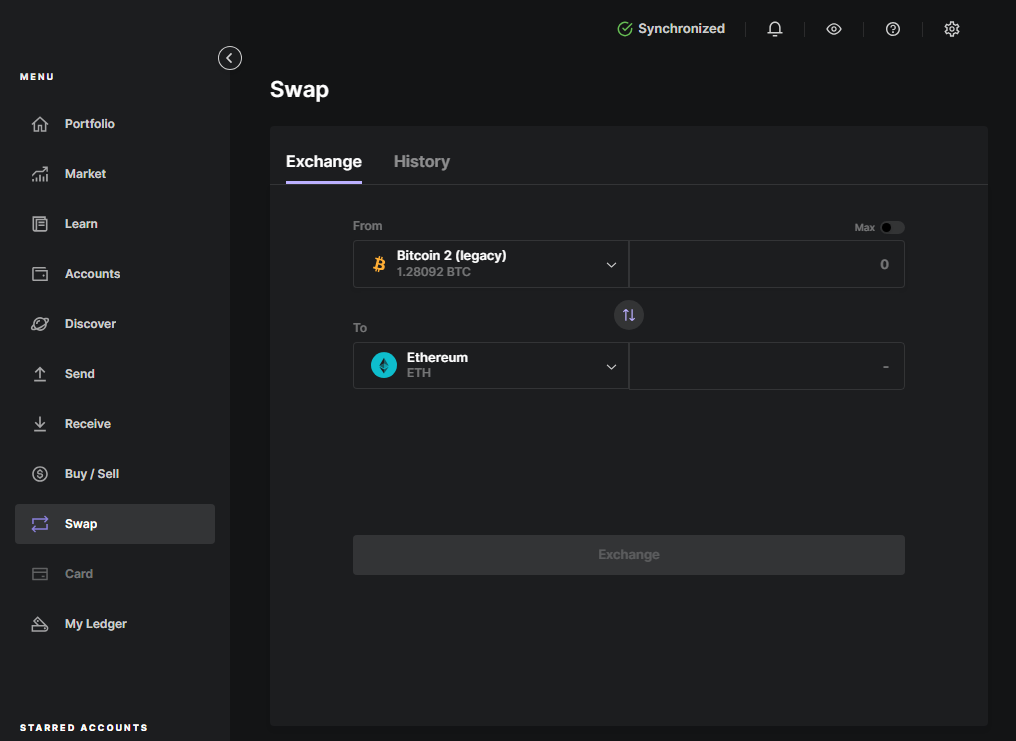 Synchronized
MENU
Portfolio
Market
Learn
Accounts
Discover
Send
Receive
Buy / Sell
Swap
Card
My Ledger
STARRED ACCOUNTS
Swap
Exchange History
From Max
Bitcoin 2 (legacy)
1.28092 BTC
0
To
Ethereum
ETH
-
Exchange